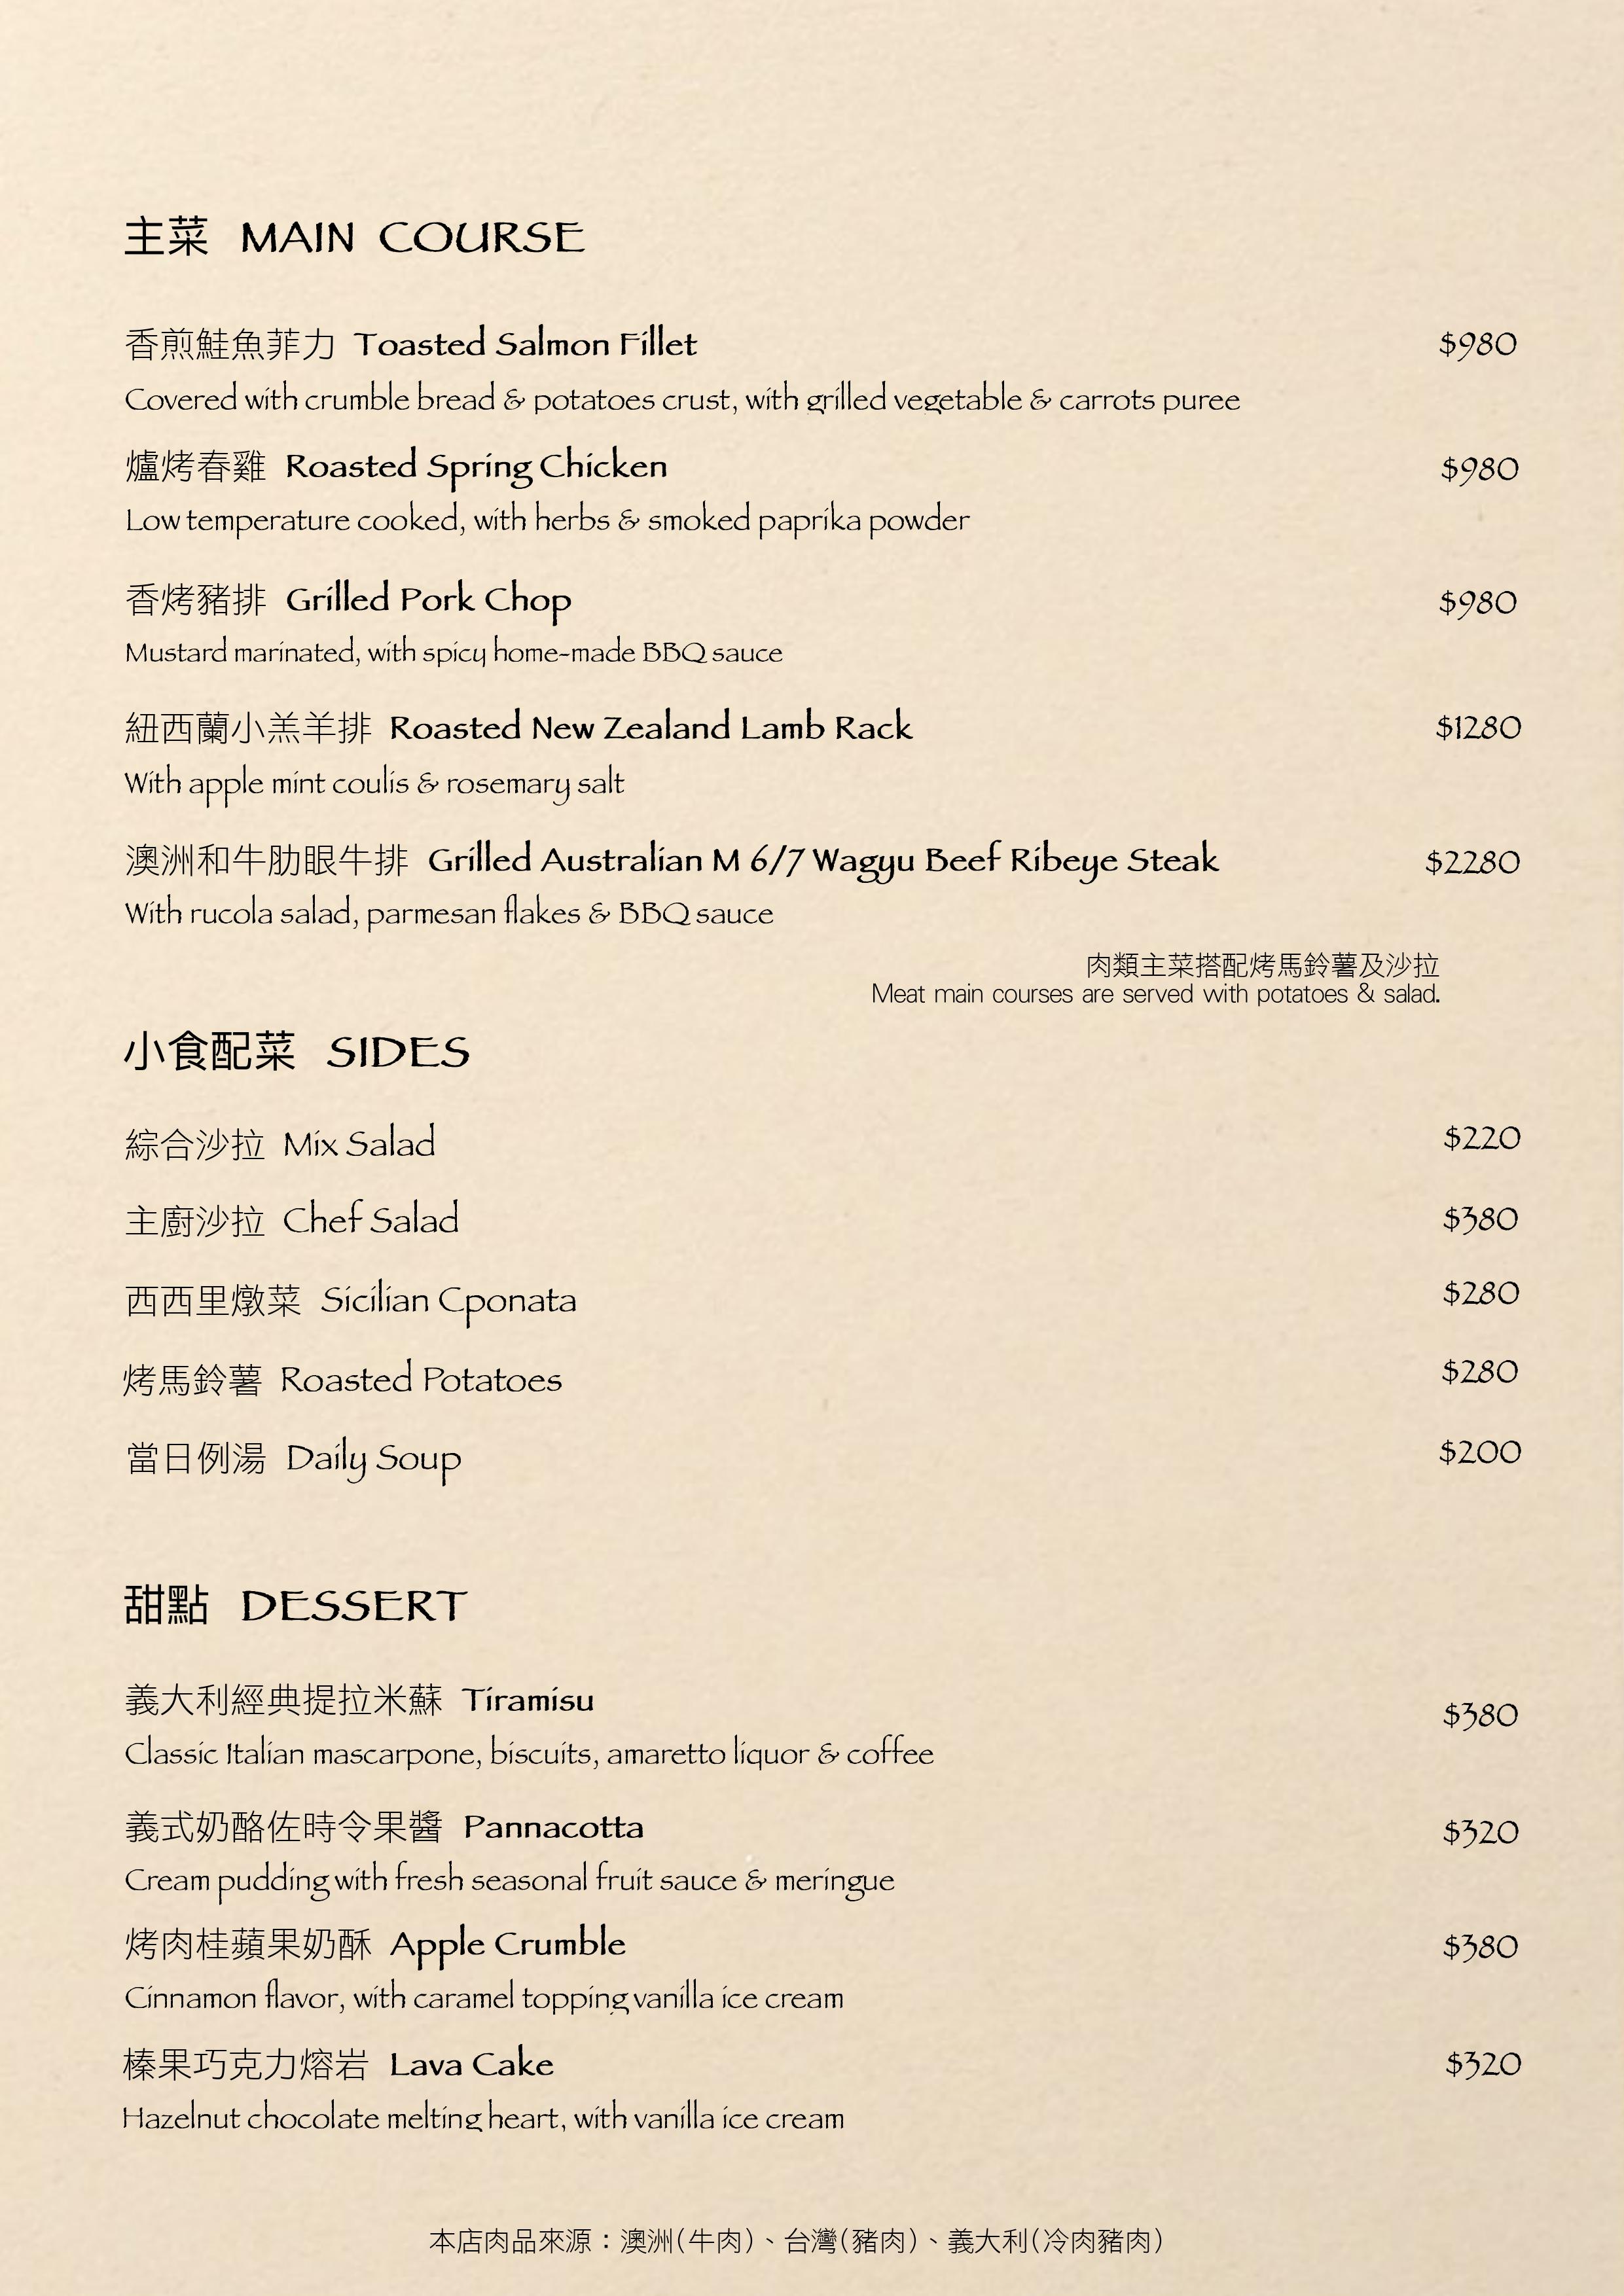 主菜 MAIN COURSE
香煎鮭魚菲力 Toasted Salmon Fillet $980
Covered with crumble bread & potatoes crust, with grilled vegetable & carrots puree
爐烤春雞 Roasted Spring Chicken $980
Low temperature cooked, with herbs & smoked paprika powder
香烤豬排 Grilled Pork Chop $980
Mustard marinated, with spicy home-made BBQ sauce
紐西蘭小羔羊排 Roasted New Zealand Lamb Rack $1280
With apple mint coulis & rosemary salt
澳洲和牛肋眼牛排 Grilled Australian M 6/7 Wagyu Beef Ribeye Steak $2280
With rucola salad, parmesan flakes & BBQ sauce
肉類主菜搭配烤馬鈴薯及沙拉
Meat main courses are served with potatoes & salad.
小食配菜 SIDES
綜合沙拉 Mix Salad $220
主廚沙拉 Chef Salad $380
西西里燉菜 Sicilian Cponata $280
烤馬鈴薯 Roasted Potatoes $280
當日例湯 Daily Soup $200
甜點 DESSERT
義大利經典提拉米蘇 Tiramisu $380
Classic Italian mascarpone, biscuits, amaretto liquor & coffee
義式奶酪佐時令果醬 Pannacotta $320
Cream pudding with fresh seasonal fruit sauce & meringue
烤肉桂蘋果奶酥 Apple Crumble $380
Cinnamon flavor, with caramel topping vanilla ice cream
榛果巧克力熔岩 Lava Cake $320
Hazelnut chocolate melting heart, with vanilla ice cream
本店肉品來源：澳洲(牛肉)、台灣(豬肉)、義大利(冷肉豬肉)